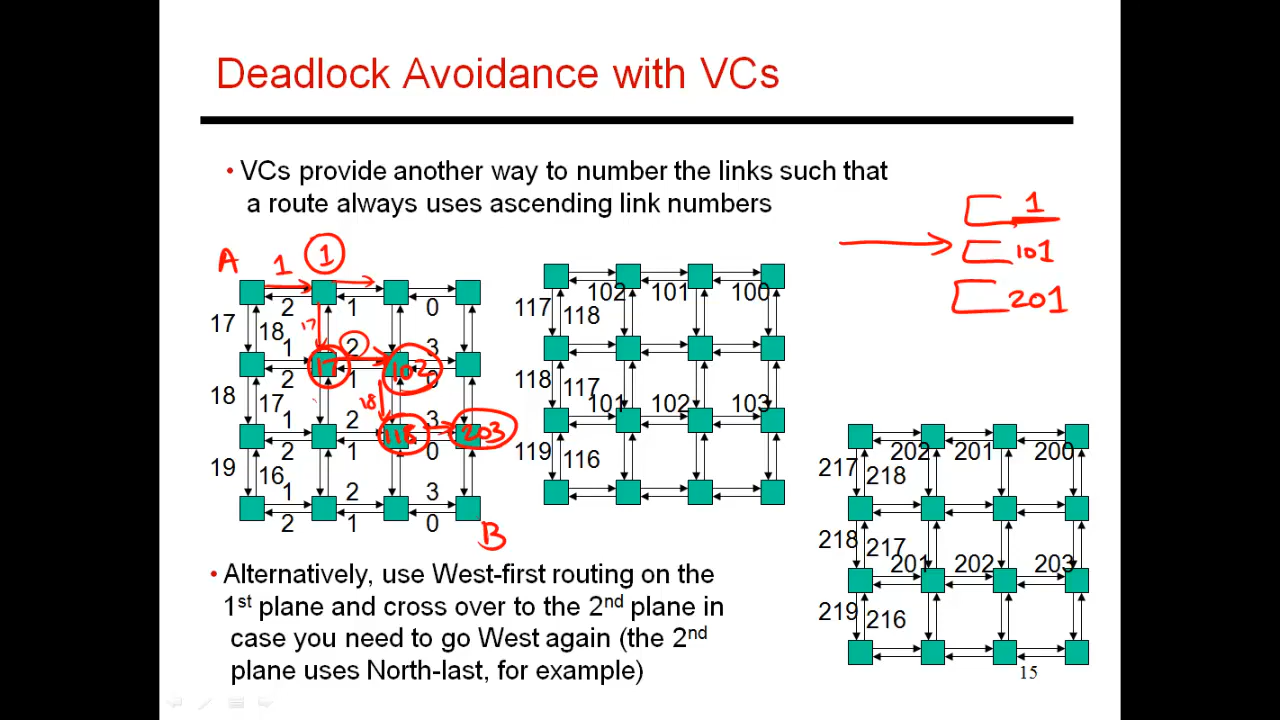 Deadlock Avoidance with VCs
• VCs provide another way to number the links such that
a route always uses ascending link numbers
1
101
201
A 1 1
2 1 0
17 18 17
1 2 3
17 102
2 1 0
18 17 18
1 2 3
118 203
2 1 0
19 16
1 2 3
2 1 0
B
102 101 100
117 118
118 117
101 102 103
119 116
202 201 200
217 218
218 217
201 202 203
219 216
• Alternatively, use West-first routing on the
1st plane and cross over to the 2nd plane in
case you need to go West again (the 2nd
plane uses North-last, for example)
15